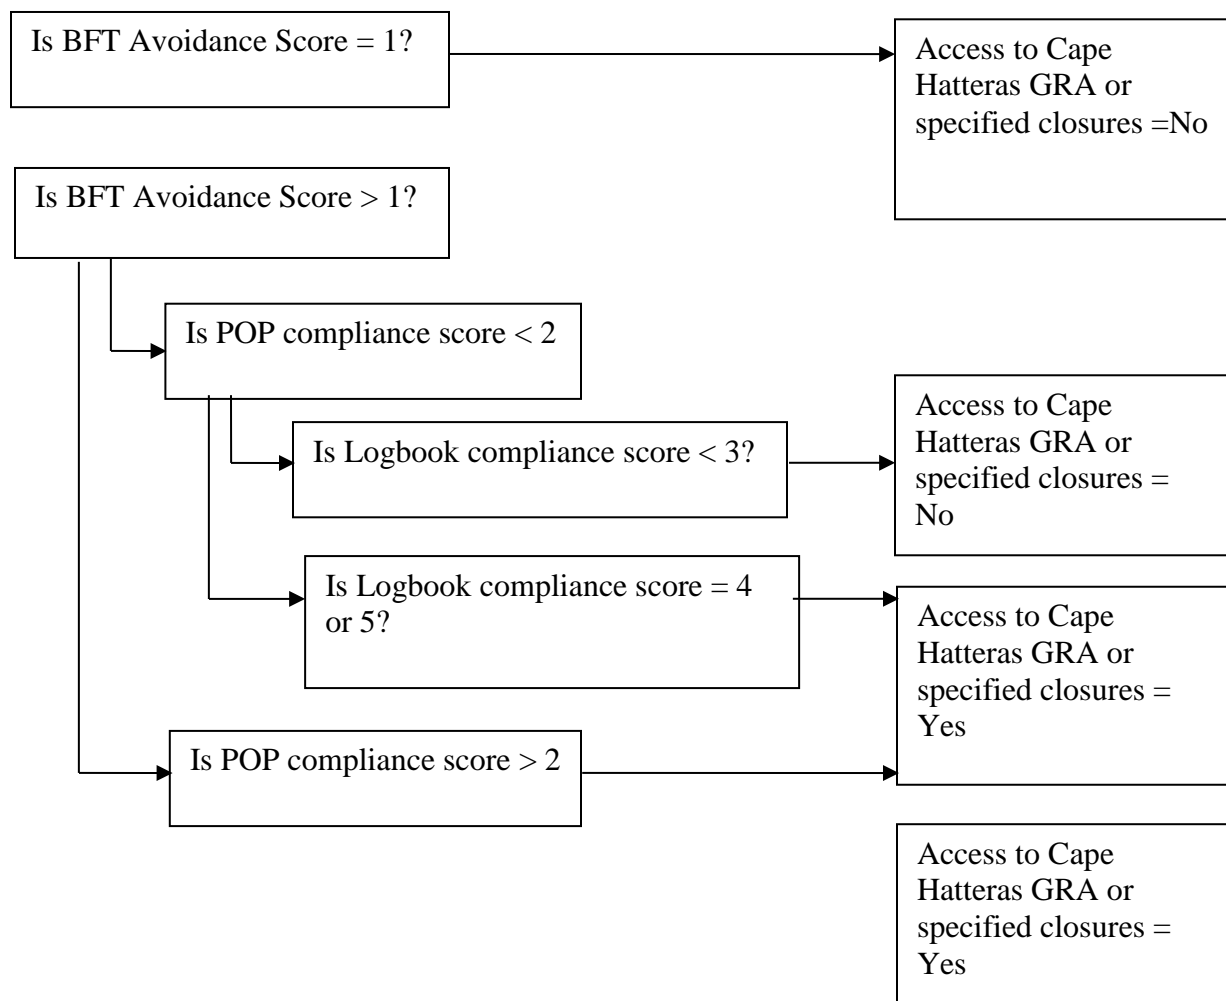 Is BFT Avoidance Score = 1?
Access to Cape
Hatteras GRA or
specified closures =No
Is BFT Avoidance Score > 1?
Is POP compliance score < 2
Is Logbook compliance score < 3?
Access to Cape
Hatteras GRA or
specified closures =
No
Is Logbook compliance score = 4
or 5?
Access to Cape
Hatteras GRA or
specified closures =
Yes
Is POP compliance score > 2
Access to Cape
Hatteras GRA or
specified closures =
Yes